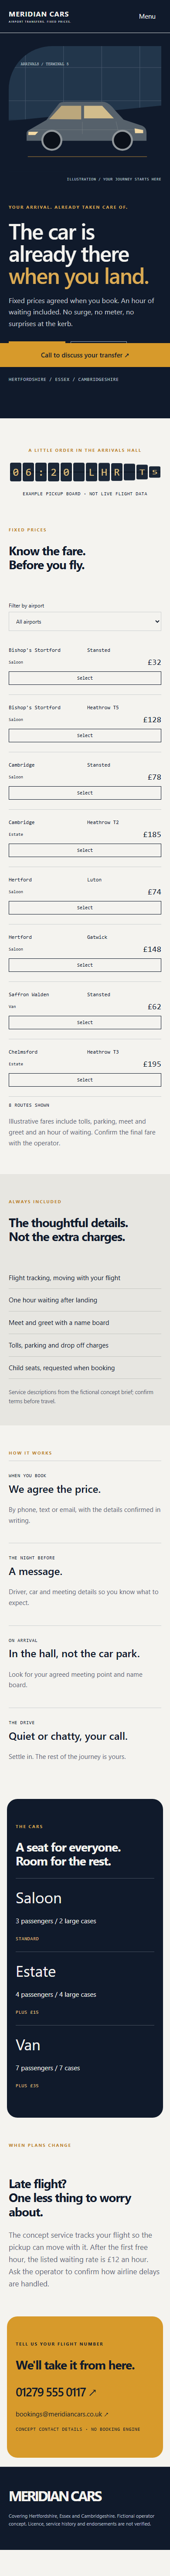 MERIDIAN CARS
AIRPORT TRANSFERS. FIXED PRICES.
Menu
ARRIVALS / TERMINAL 5
ILLUSTRATION / YOUR JOURNEY STARTS HERE
YOUR ARRIVAL, ALREADY TAKEN CARE OF.
The car is
already there
when you land.
Fixed prices agreed when you book. An hour of
waiting included. No surge, no meter, no
surprises at the kerb.
Call to discuss your transfer ↗
HERTFORDSHIRE / ESSEX / CAMBRIDGESHIRE
A LITTLE ORDER IN THE ARRIVALS HALL
06:20 LHR T5
EXAMPLE PICKUP BOARD - NOT LIVE FLIGHT DATA
FIXED PRICES
Know the fare.
Before you fly.
Filter by airport
All airports
Bishop's Stortford Stansted
Saloon £32
Select
Bishop's Stortford Heathrow T5
Saloon £128
Select
Cambridge Stansted
Saloon £78
Select
Cambridge Heathrow T2
Estate £185
Select
Hertford Luton
Saloon £74
Select
Hertford Gatwick
Saloon £148
Select
Saffron Walden Stansted
Van £62
Select
Chelmsford Heathrow T3
Estate £195
Select
8 ROUTES SHOWN
Illustrative fares include tolls, parking, meet and
greet and an hour of waiting. Confirm the final fare
with the operator.
ALWAYS INCLUDED
The thoughtful details.
Not the extra charges.
Flight tracking, moving with your flight
One hour waiting after landing
Meet and greet with a name board
Tolls, parking and drop off charges
Child seats, requested when booking
Service descriptions from the fictional concept brief; confirm
terms before travel.
HOW IT WORKS
WHEN YOU BOOK
We agree the price.
By phone, text or email, with the details confirmed in
writing.
THE NIGHT BEFORE
A message.
Driver, car and meeting details so you know what to
expect.
ON ARRIVAL
In the hall, not the car park.
Look for your agreed meeting point and name
board.
THE DRIVE
Quiet or chatty, your call.
Settle in. The rest of the journey is yours.
THE CARS
A seat for everyone.
Room for the rest.
Saloon
3 passengers / 2 large cases
STANDARD
Estate
4 passengers / 4 large cases
PLUS £15
Van
7 passengers / 7 cases
PLUS £35
WHEN PLANS CHANGE
Late flight?
One less thing to worry
about.
The concept service tracks your flight so the
pickup can move with it. After the first free
hour, the listed waiting rate is £12 an hour.
Ask the operator to confirm how airline delays
are handled.
TELL US YOUR FLIGHT NUMBER
We'll take it from here.
01279 555 0117 ↗
bookings@meridiancars.co.uk ↗
CONCEPT CONTACT DETAILS - NO BOOKING ENGINE
MERIDIAN CARS
Covering Hertfordshire, Essex and Cambridgeshire. Fictional operator
concept. Licence, service history and endorsements are not verified.